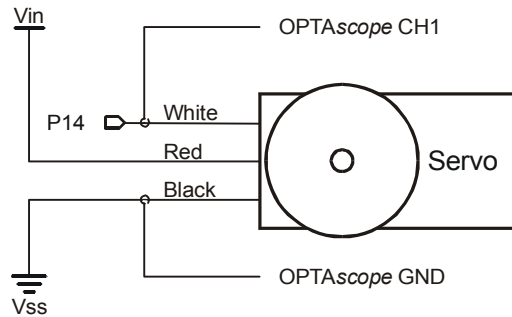 Vin
OPTAscope CH1
P14
White
Red
Servo
Black
OPTAscope GND
Vss